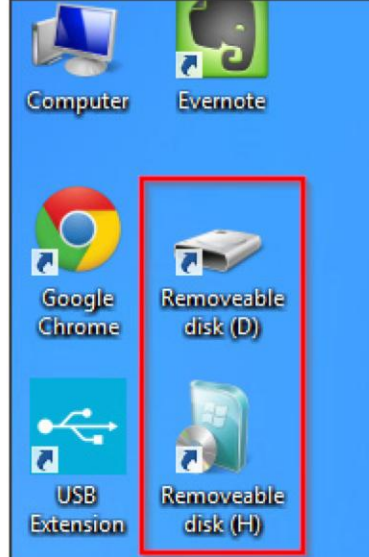 Computer
Evernote
Google
Chrome
Removeable
disk (D)
USB
Extension
Removeable
disk (H)